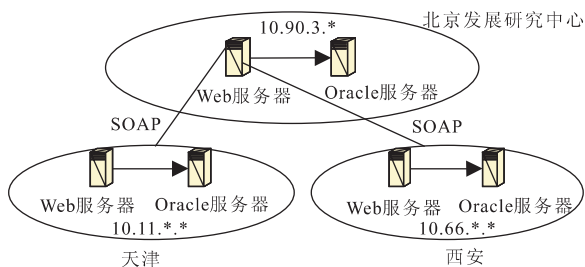 北京发展研究中心
10.90.3.*
Web服务器
Oracle服务器
SOAP
SOAP
Web服务器
Oracle服务器
10.11.*.*
天津
Web服务器
Oracle服务器
10.66.*.*
西安